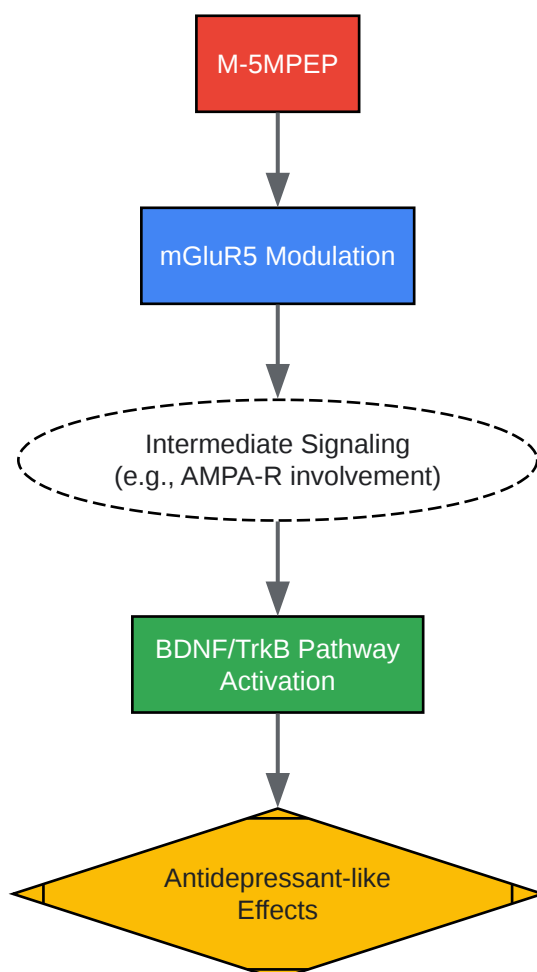 M-5MPEP
mGluR5 Modulation
Intermediate Signaling
(e.g., AMPA-R involvement)
BDNF/TrkB Pathway
Activation
Antidepressant-like
Effects